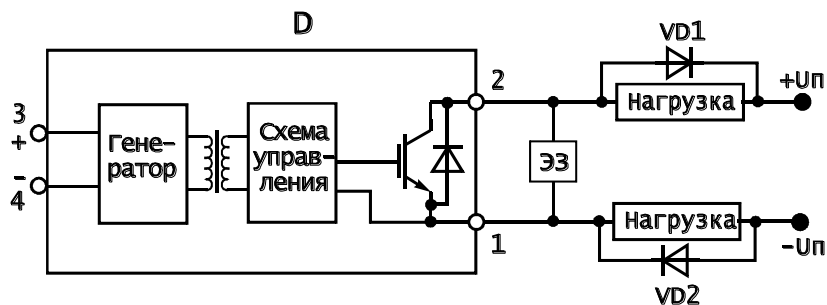 D
VD1
2
+Uп
3
+
Нагрузка
Гене-
ратор
Схема
управ-
ления
ЭЗ
-
4
Нагрузка
1
-Uп
VD2